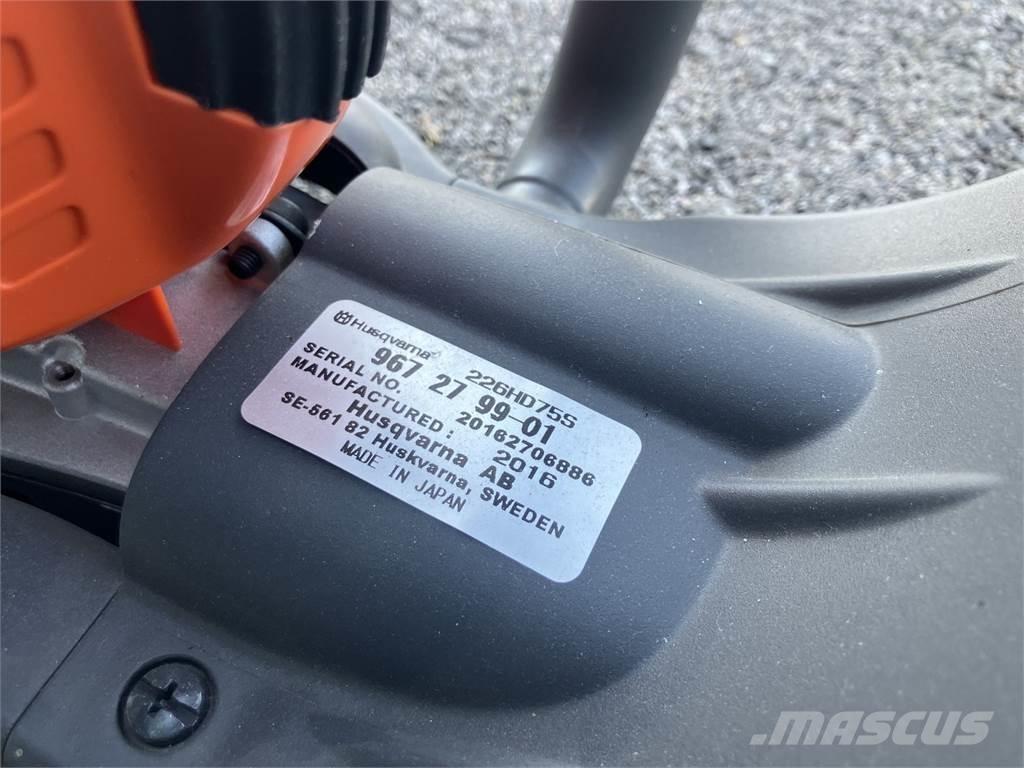 Husqvarna 226HD75S
967 27 99-01
SERIAL NO. 20162706886
MANUFACTURED: 2016
Husqvarna AB
SE-561 82 Huskvarna, SWEDEN
MADE IN JAPAN
MASCUS